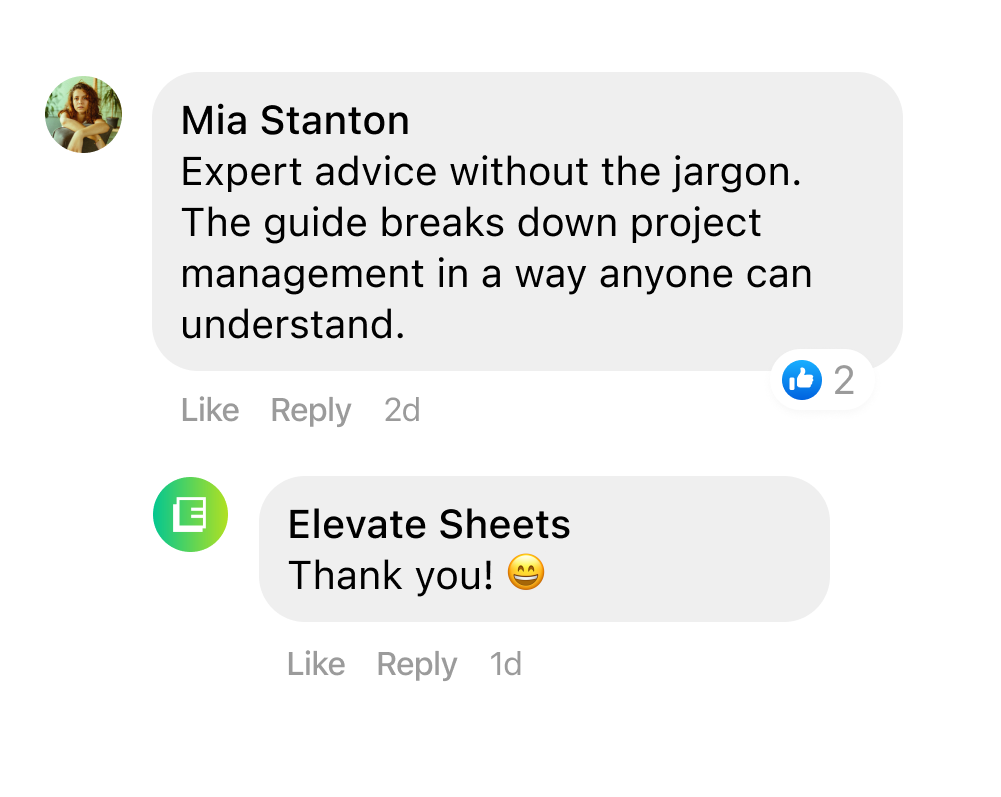 Mia Stanton
Expert advice without the jargon.
The guide breaks down project
management in a way anyone can
understand.
2
Like Reply 2d
Elevate Sheets
Thank you! 😄
Like Reply 1d